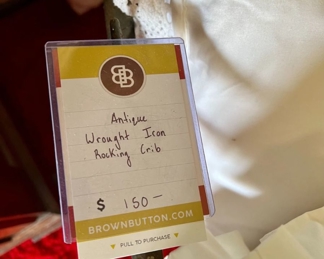 BB
Antique
Wrought Iron
Rocking Crib
$ 150 —
BROWNBUTTON.COM
PULL TO PURCHASE